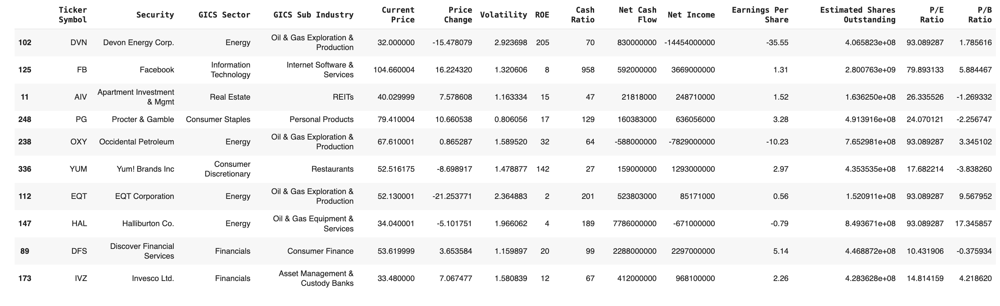 Ticker Symbol Security GICS Sector GICS Sub Industry Current Price Price Change Volatility ROE Cash Ratio Net Cash Flow Net Income Earnings Per Share Estimated Shares Outstanding P/E Ratio P/B Ratio
102 DVN Devon Energy Corp. Energy Oil & Gas Exploration & Production 32.000000 -15.478079 2.923698 205 70 830000000 -14454000000 -35.55 4.065823e+08 93.089287 1.785616
125 FB Facebook Information Technology Internet Software & Services 104.660004 16.224320 1.320606 8 958 592000000 3669000000 1.31 2.800763e+09 79.893133 5.884467
11 AIV Apartment Investment & Mgmt Real Estate REITs 40.029999 7.578608 1.163334 15 47 21818000 248710000 1.52 1.636250e+08 26.335526 -1.269332
248 PG Procter & Gamble Consumer Staples Personal Products 79.410004 10.660538 0.806056 17 129 160383000 636056000 3.28 4.913916e+08 24.070121 -2.256747
238 OXY Occidental Petroleum Energy Oil & Gas Exploration & Production 67.610001 0.865287 1.589520 32 64 -588000000 -7829000000 -10.23 7.652981e+08 93.089287 3.345102
336 YUM Yum! Brands Inc Consumer Discretionary Restaurants 52.516175 -8.698917 1.478877 142 27 159000000 1293000000 2.97 4.353535e+08 17.682214 -3.838260
112 EQT EQT Corporation Energy Oil & Gas Exploration & Production 52.130001 -21.253771 2.364883 2 201 523803000 85171000 0.56 1.520911e+08 93.089287 9.567952
147 HAL Halliburton Co. Energy Oil & Gas Equipment & Services 34.040001 -5.101751 1.966062 4 189 7786000000 -671000000 -0.79 8.493671e+08 93.089287 17.345857
89 DFS Discover Financial Services Financials Consumer Finance 53.619999 3.653584 1.159897 20 99 2288000000 2297000000 5.14 4.468872e+08 10.431906 -0.375934
173 IVZ Invesco Ltd. Financials Asset Management & Custody Banks 33.480000 7.067477 1.580839 12 67 412000000 968100000 2.26 4.283628e+08 14.814159 4.218620